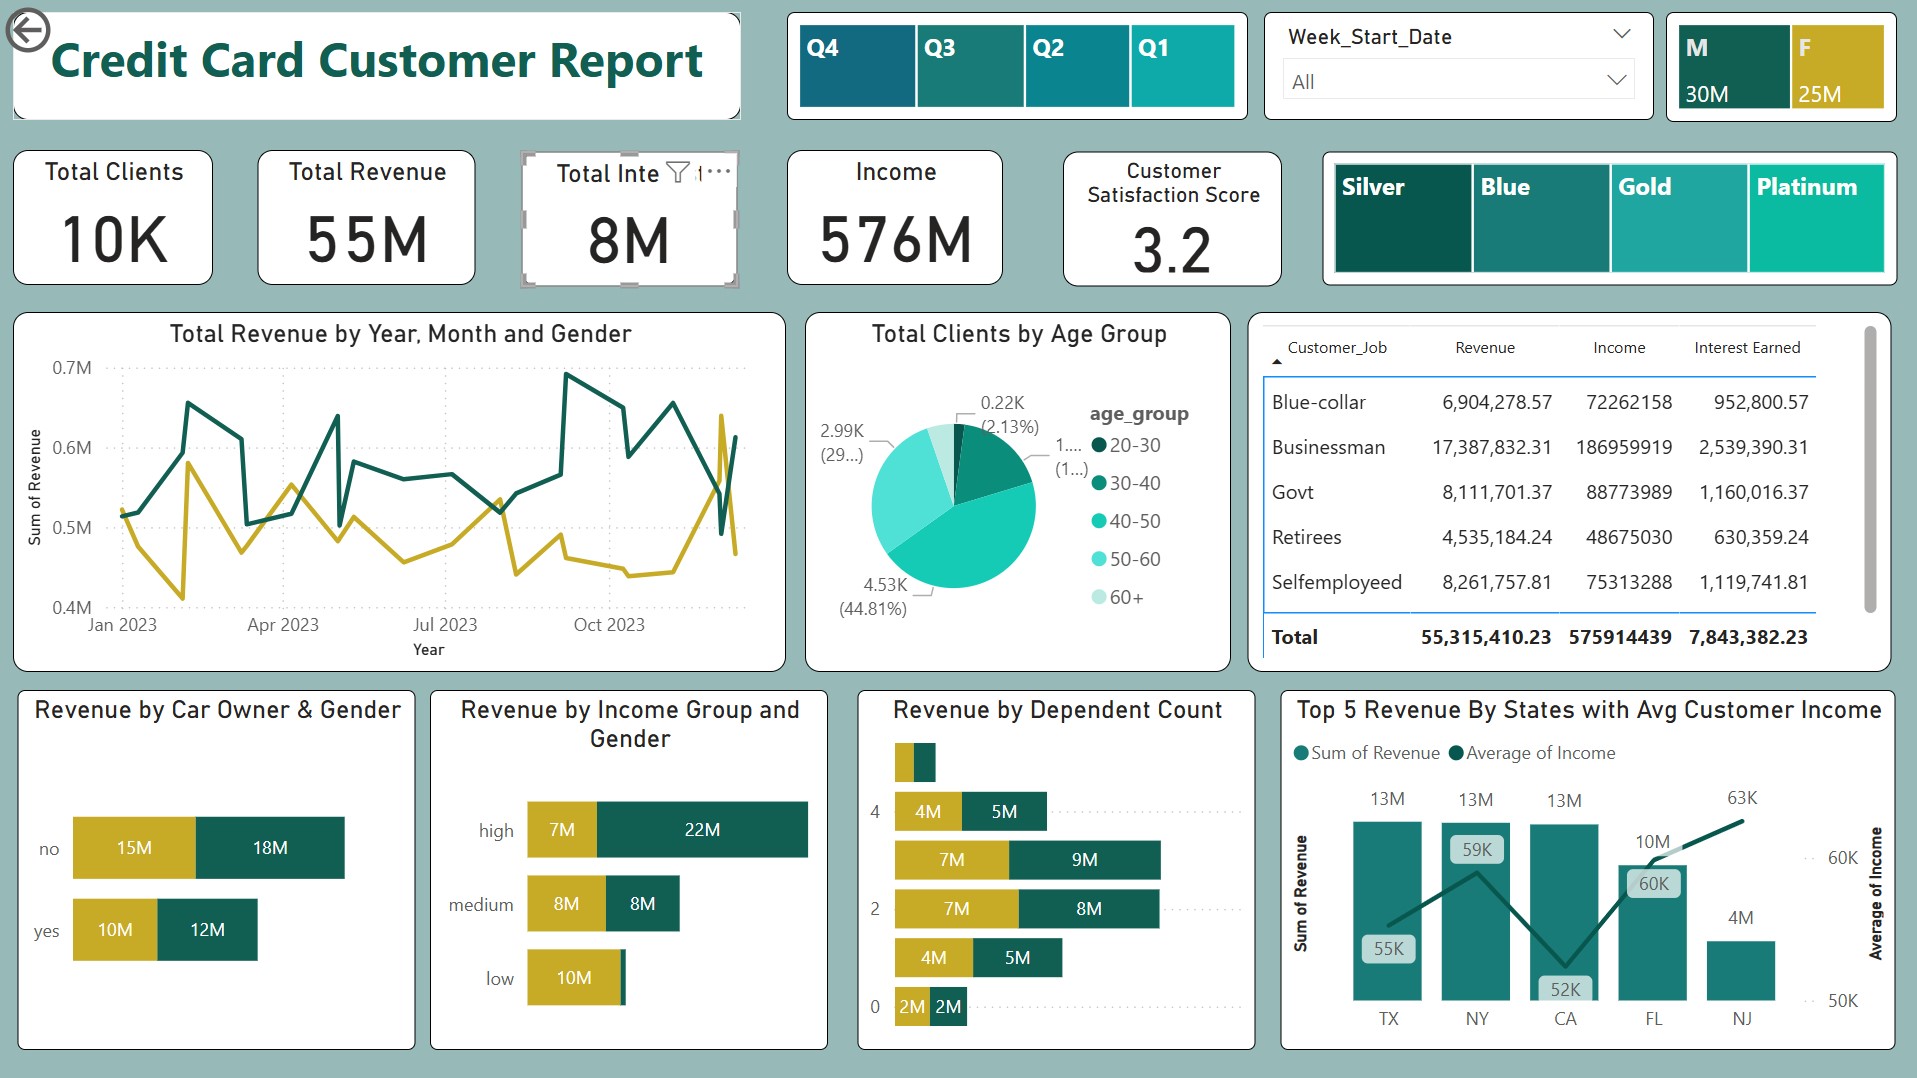 Credit Card Customer Report
Q4 Q3 Q2 Q1
Week_Start_Date
All
M F
30M 25M
Total Clients
10K
Total Revenue
55M
Total Inte
8M
Income
576M
Customer
Satisfaction Score
3.2
Silver Blue Gold Platinum
Total Revenue by Year, Month and Gender
Sum of Revenue
0.7M
0.6M
0.5M
0.4M
Jan 2023 Apr 2023 Jul 2023 Oct 2023
Year
Total Clients by Age Group
0.22K
(2.13%)
1....
(1...)
2.99K
(29...)
4.53K
(44.81%)
age_group
20-30
30-40
40-50
50-60
60+
Customer_Job Revenue Income Interest Earned
Blue-collar 6,904,278.57 72262158 952,800.57
Businessman 17,387,832.31 186959919 2,539,390.31
Govt 8,111,701.37 88773989 1,160,016.37
Retirees 4,535,184.24 48675030 630,359.24
Selfemployeed 8,261,757.81 75313288 1,119,741.81
Total 55,315,410.23 575914439 7,843,382.23
Revenue by Car Owner & Gender
no 15M 18M
yes 10M 12M
Revenue by Income Group and
Gender
high 7M 22M
medium 8M 8M
low 10M
Revenue by Dependent Count
4 4M 5M
7M 9M
2 7M 8M
4M 5M
0 2M 2M
Top 5 Revenue By States with Avg Customer Income
Sum of Revenue Average of Income
Sum of Revenue
13M 13M 13M 10M 4M
55K 59K 52K 60K 63K
TX NY CA FL NJ
60K
50K
Average of Income